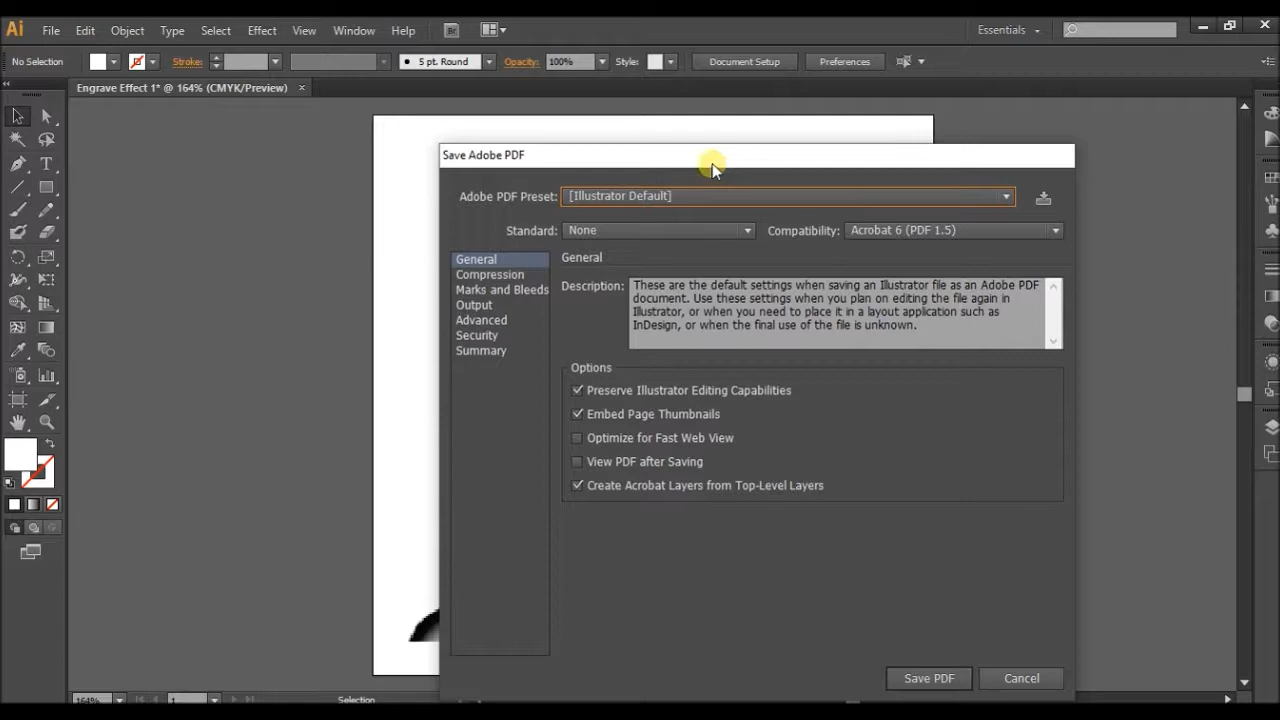 Ai File Edit Object Type Select Effect View Window Help Br Essentials
No Selection Stroke: 5 pt. Round Opacity: 100% Style: Document Setup Preferences
Engrave Effect 1* @ 164% (CMYK/Preview) ×
Save Adobe PDF
Adobe PDF Preset: [Illustrator Default]
Standard: None Compatibility: Acrobat 6 (PDF 1.5)
General
Compression
Marks and Bleeds
Output
Advanced
Security
Summary
General
Description: These are the default settings when saving an Illustrator file as an Adobe PDF
document. Use these settings when you plan on editing the file again in
Illustrator, or when you need to place it in a layout application such as
InDesign, or when the final use of the file is unknown.
Options
Preserve Illustrator Editing Capabilities
Embed Page Thumbnails
Optimize for Fast Web View
View PDF after Saving
Create Acrobat Layers from Top-Level Layers
Save PDF Cancel
164% 1 Selection